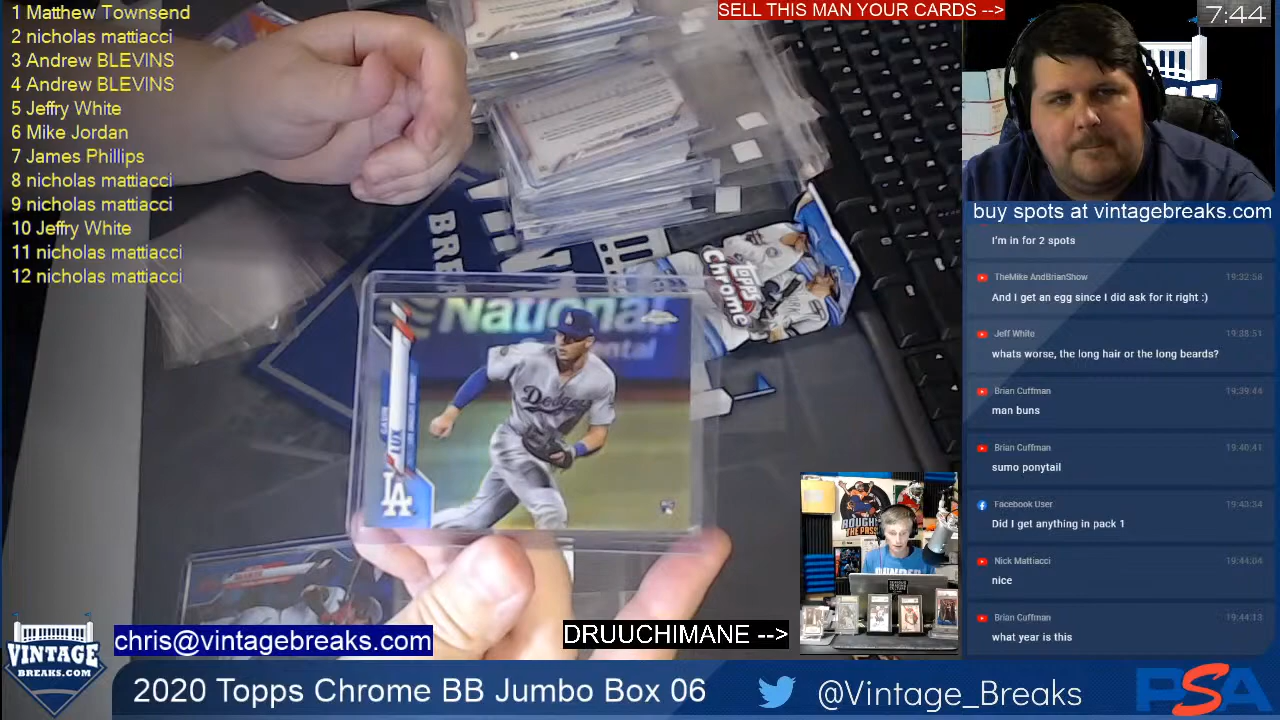 1 Matthew Townsend
2 nicholas mattiacci
3 Andrew BLEVINS
4 Andrew BLEVINS
5 Jeffry White
6 Mike Jordan
7 James Phillips
8 nicholas mattiacci
9 nicholas mattiacci
10 Jeffry White
11 nicholas mattiacci
12 nicholas mattiacci
SELL THIS MAN YOUR CARDS -->
7:44
buy spots at vintagebreaks.com
I'm in for 2 spots
TheMike AndBrianShow 19:32:56
And I get an egg since I did ask for it right :)
Jeff White 19:38:51
whats worse, the long hair or the long beards?
Brian Cuffman 19:39:44
man buns
Brian Cuffman 19:40:41
sumo ponytail
Facebook User 19:43:34
Did I get anything in pack 1
Nick Mattiacci 19:44:04
nice
Brian Cuffman 19:44:13
what year is this
BRE
topps
Chrome
National
Dodgers
GAVIN
LUX
LA
ROUGH
THE PASS
chris@vintagebreaks.com
DRUUCHIMANE -->
VINTAGE
BREAKS.COM
2020 Topps Chrome BB Jumbo Box 06
@Vintage_Breaks
PSA